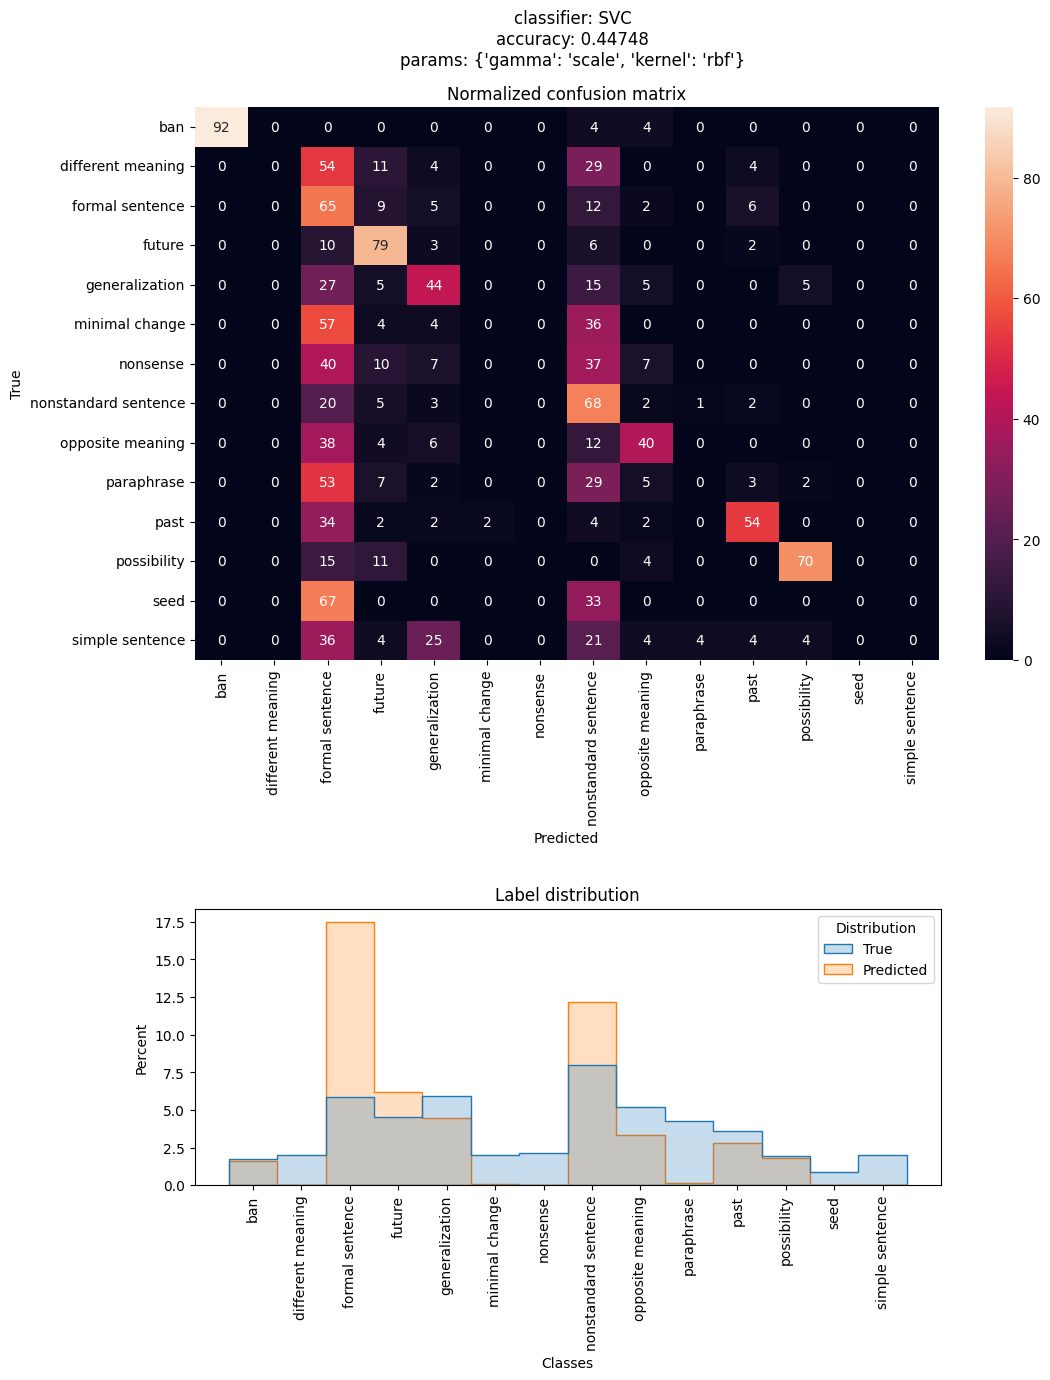 classifier: SVC
accuracy: 0.44748
params: {'gamma': 'scale', 'kernel': 'rbf'}
Normalized confusion matrix
True
ban 92 0 0 0 0 0 0 4 4 0 0 0 0 0
different meaning 0 0 54 11 4 0 0 29 0 0 4 0 0 0
formal sentence 0 0 65 9 5 0 0 12 2 0 6 0 0 0
future 0 0 10 79 3 0 0 6 0 0 2 0 0 0
generalization 0 0 27 5 44 0 0 15 5 0 0 5 0 0
minimal change 0 0 57 4 4 0 0 36 0 0 0 0 0 0
nonsense 0 0 40 10 7 0 0 37 7 0 0 0 0 0
nonstandard sentence 0 0 20 5 3 0 0 68 2 1 2 0 0 0
opposite meaning 0 0 38 4 6 0 0 12 40 0 0 0 0 0
paraphrase 0 0 53 7 2 0 0 29 5 0 3 2 0 0
past 0 0 34 2 2 2 0 4 2 0 54 0 0 0
possibility 0 0 15 11 0 0 0 0 4 0 0 70 0 0
seed 0 0 67 0 0 0 0 33 0 0 0 0 0 0
simple sentence 0 0 36 4 25 0 0 21 4 4 4 4 0 0
ban different meaning formal sentence future generalization minimal change nonsense nonstandard sentence opposite meaning paraphrase past possibility seed simple sentence
Predicted
80
60
40
20
0
Label distribution
Percent
17.5
15.0
12.5
10.0
7.5
5.0
2.5
0.0
Distribution
True
Predicted
ban different meaning formal sentence future generalization minimal change nonsense nonstandard sentence opposite meaning paraphrase past possibility seed simple sentence
Classes